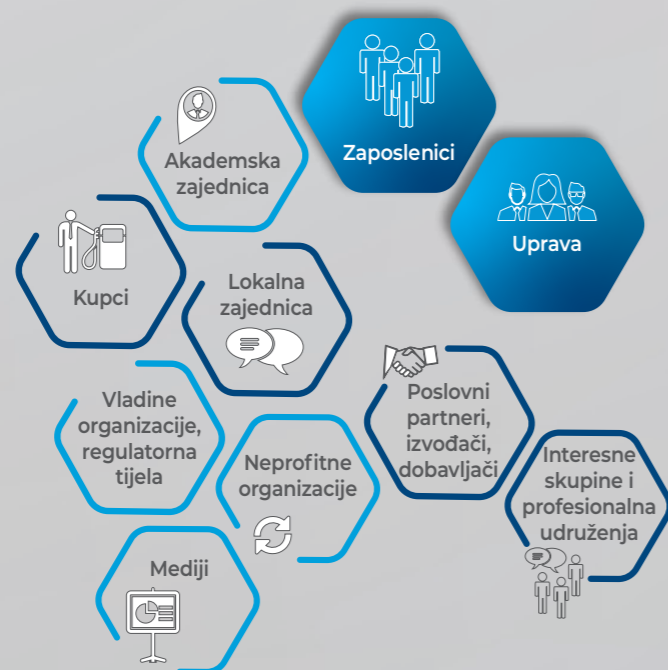 Zaposlenici
Akademska
zajednica
Uprava
Kupci
Lokalna
zajednica
Vladine
organizacije,
regulatorna
tijela
Neprofitne
organizacije
Poslovni
partneri,
izvođači,
dobavljači
Interesne
skupine i
profesionalna
udruženja
Mediji